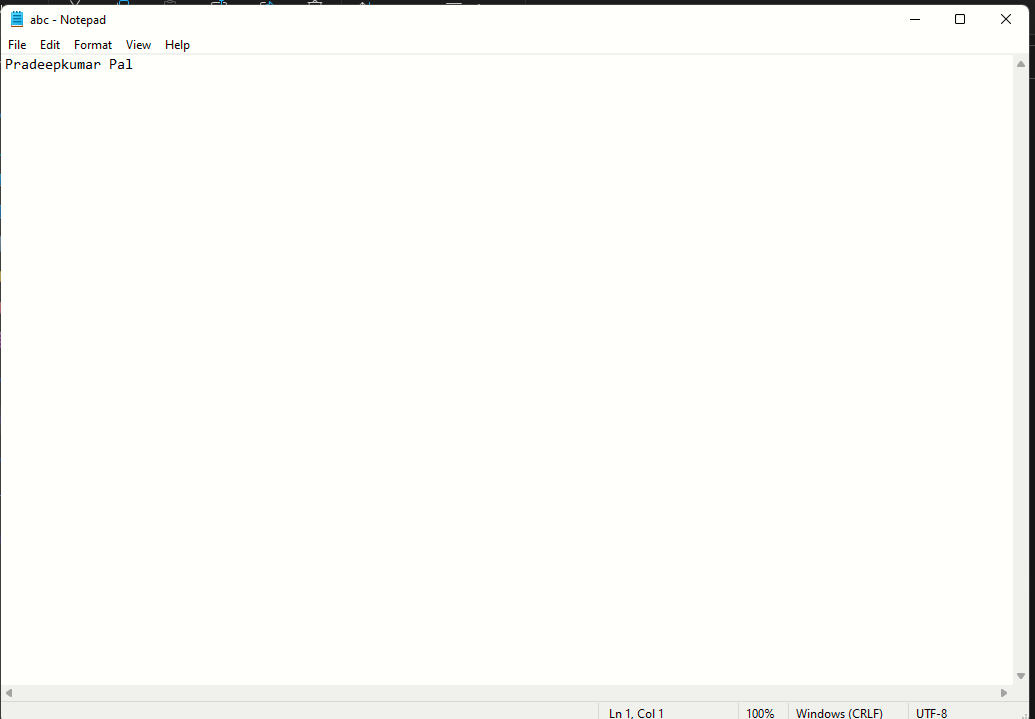 abc - Notepad
File Edit Format View Help
Pradeepkumar Pal
Ln 1, Col 1 100% Windows (CRLF) UTF-8